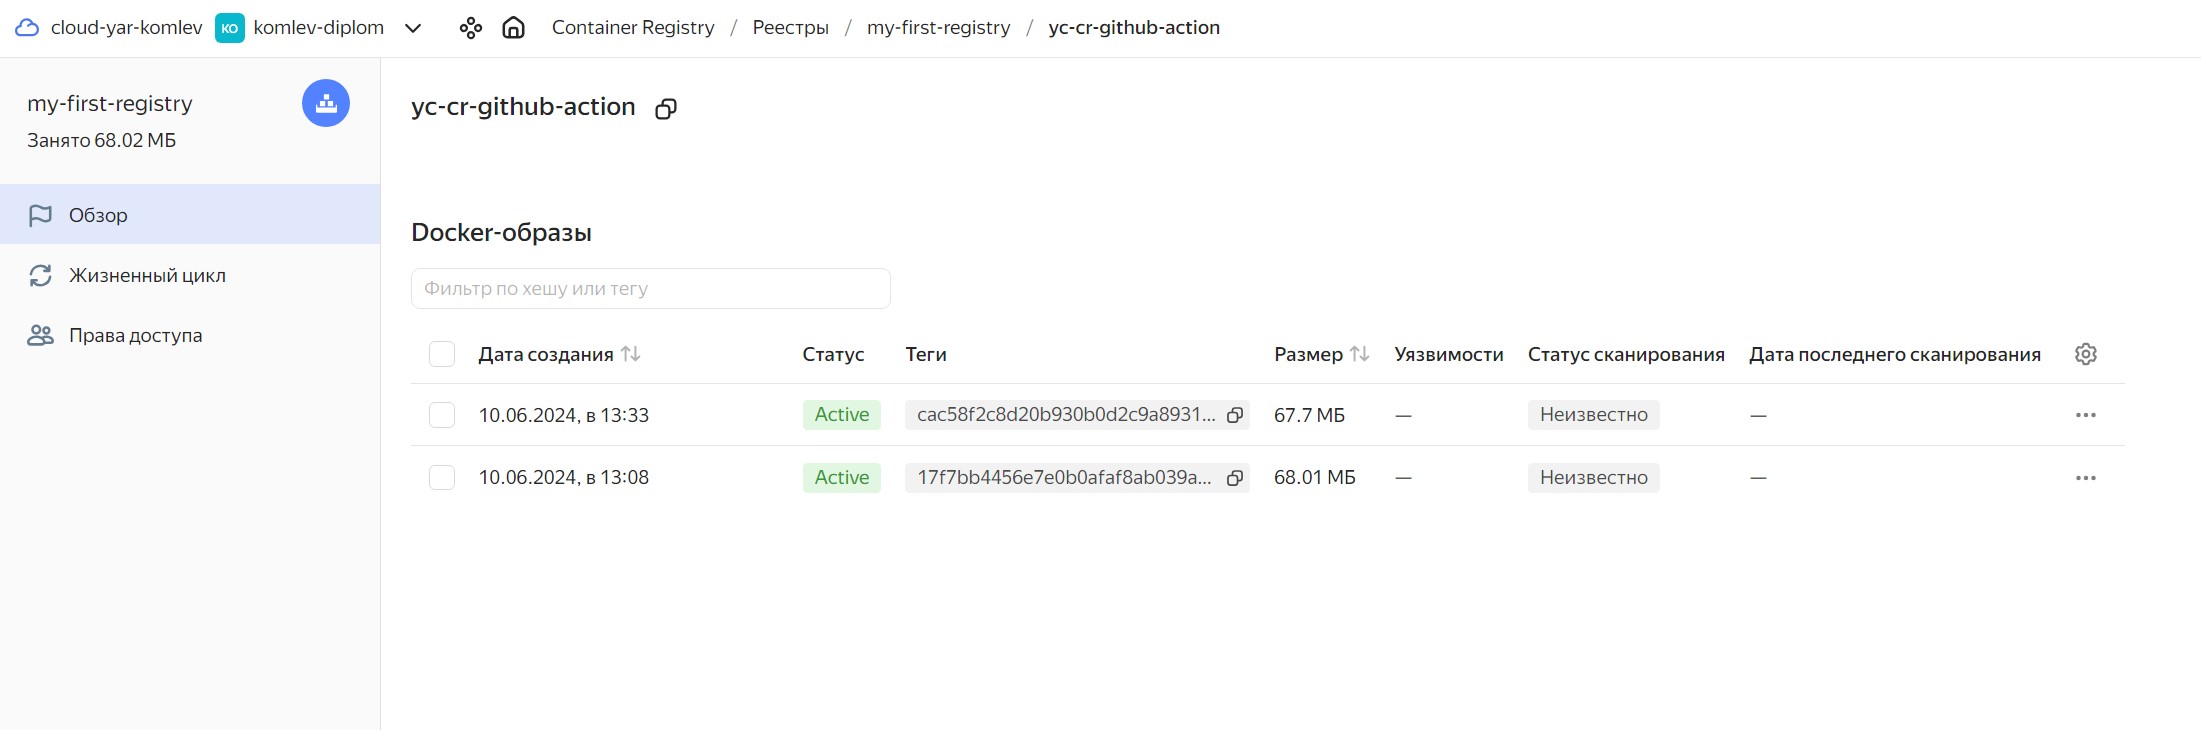 cloud-yar-komlev KO komlev-diplom Container Registry / Реестры / my-first-registry / yc-cr-github-action
my-first-registry
Занято 68.02 МБ
Обзор
Жизненный цикл
Права доступа
yc-cr-github-action
Docker-образы
Фильтр по хешу или тегу
Дата создания Статус Теги Размер Уязвимости Статус сканирования Дата последнего сканирования
10.06.2024, в 13:33 Active cac58f2c8d20b930b0d2c9a8931... 67.7 МБ — Неизвестно —
10.06.2024, в 13:08 Active 17f7bb4456e7e0b0afaf8ab039a... 68.01 МБ — Неизвестно —